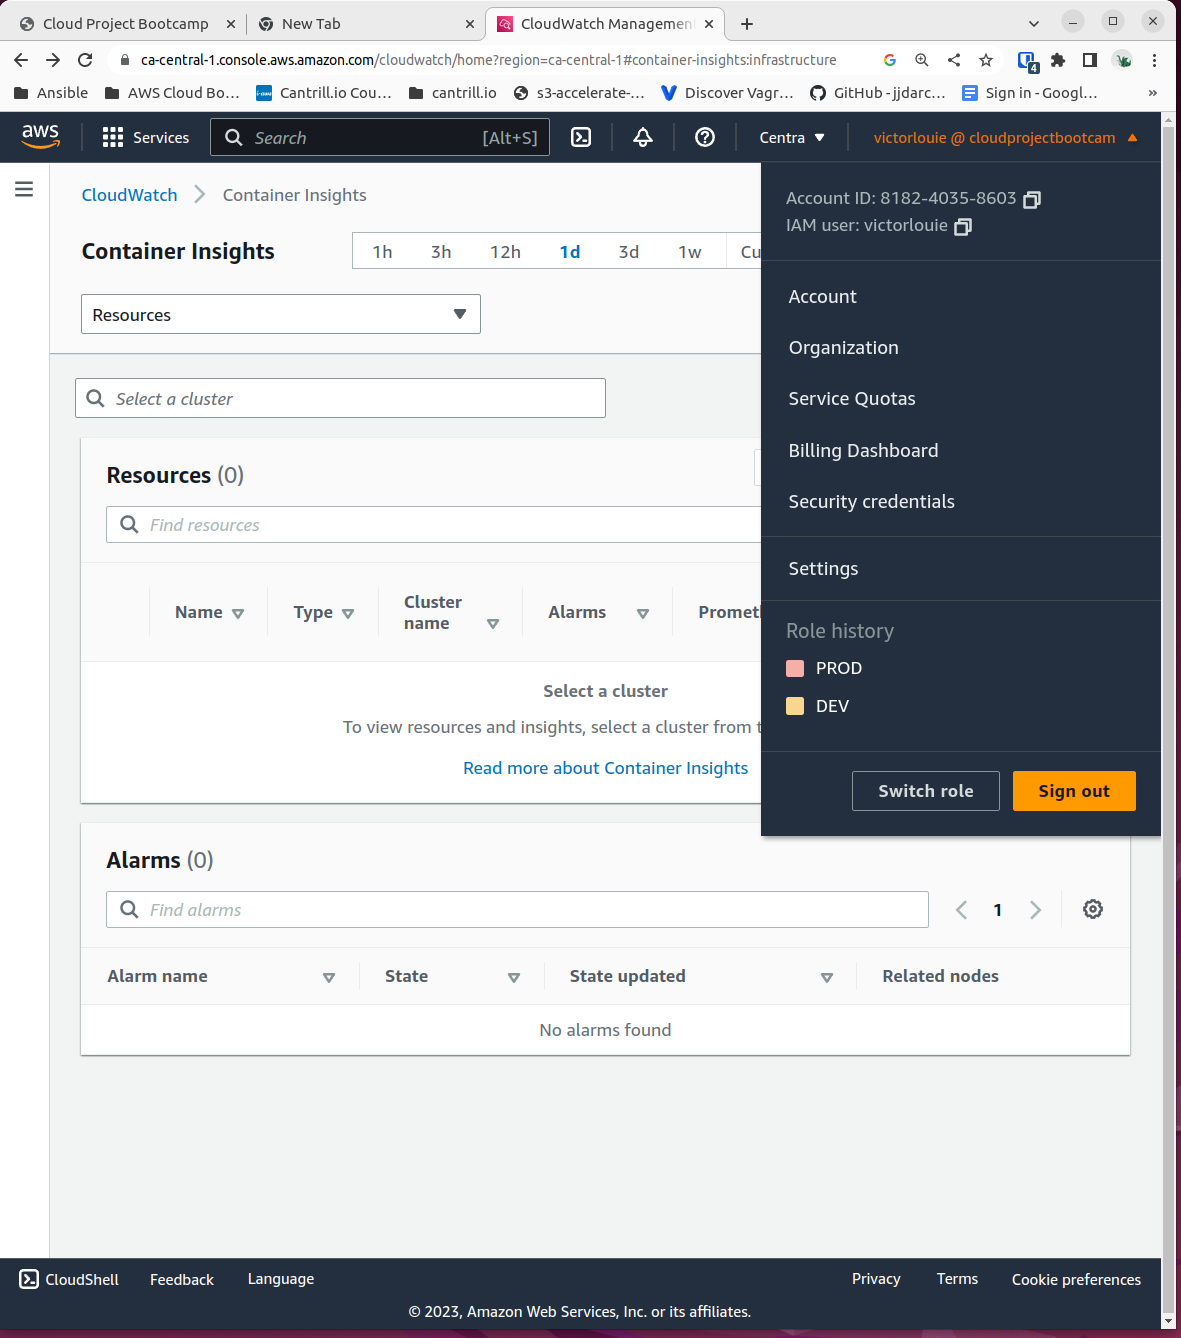 Cloud Project Bootcamp
New Tab
CloudWatch Managemen
ca-central-1.console.aws.amazon.com/cloudwatch/home?region=ca-central-1#container-insights:infrastructure
4
Ansible
AWS Cloud Bo...
Cantrill.io Cou...
cantrill.io
s3-accelerate-...
Discover Vagr...
GitHub - jjdarc...
Sign in - Googl...
»
aws
Services
Search
[Alt+S]
Centra
victorlouie @ cloudprojectbootcam
CloudWatch
Container Insights
Account ID: 8182-4035-8603
IAM user: victorlouie
Container Insights
1h
3h
12h
1d
3d
1w
Cu
Resources
Account
Organization
Service Quotas
Billing Dashboard
Security credentials
Settings
Role history
PROD
DEV
Switch role
Sign out
Select a cluster
Resources (0)
Find resources
Name
Type
Cluster
name
Alarms
Promet
Select a cluster
To view resources and insights, select a cluster from t
Read more about Container Insights
Alarms (0)
Find alarms
1
Alarm name
State
State updated
Related nodes
No alarms found
CloudShell
Feedback
Language
Privacy
Terms
Cookie preferences
© 2023, Amazon Web Services, Inc. or its affiliates.